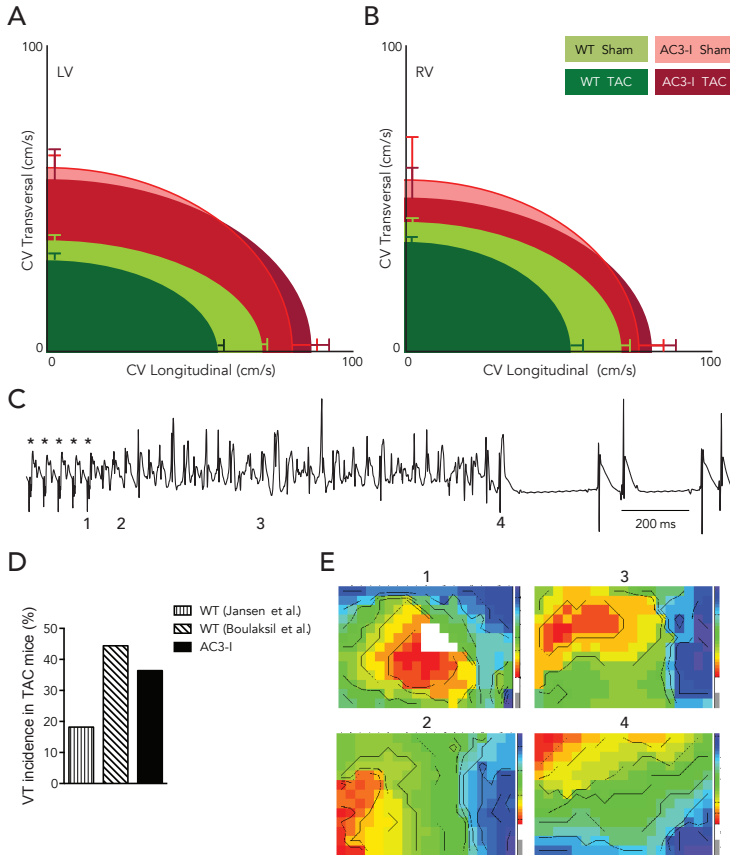 A
100
LV
CV Transversal (cm/s)
0
0
CV Longitudinal (cm/s)
100
B
100
RV
CV Transversal (cm/s)
0
0
CV Longitudinal (cm/s)
100
WT Sham
AC3-I Sham
WT TAC
AC3-I TAC
C
* * * * *
1 2 3 4
200 ms
D
VT incidence in TAC mice (%)
50
40
30
20
10
0
WT (Jansen et al.)
WT (Boulaksil et al.)
AC3-I
E
1
3
2
4